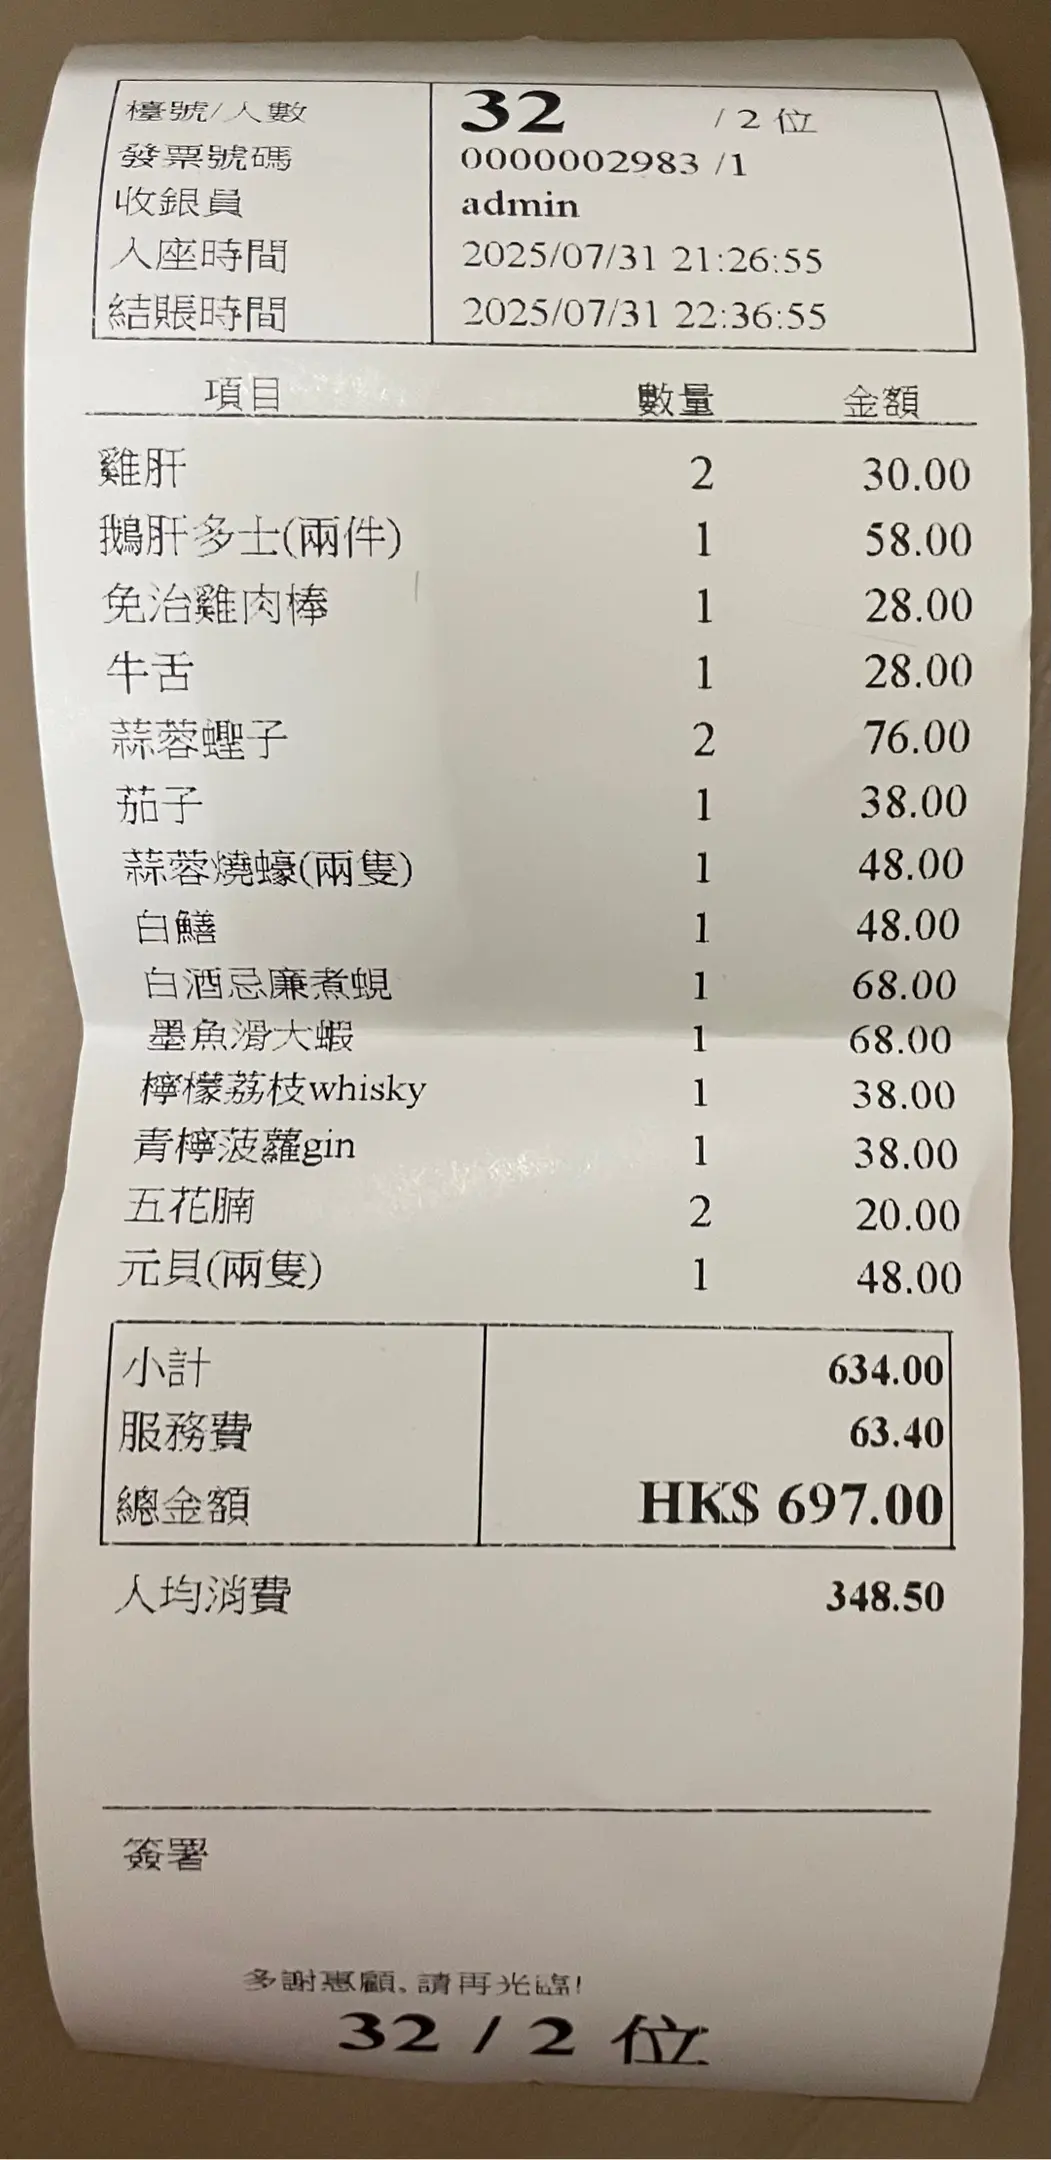 檯號/人數 32 /2 位
發票號碼 0000002983 /1
收銀員 admin
入座時間 2025/07/31 21:26:55
結賬時間 2025/07/31 22:36:55
項目 數量 金額
雞肝 2 30.00
鵝肝多士(兩件) 1 58.00
免治雞肉棒 1 28.00
牛舌 1 28.00
蒜蓉蟶子 2 76.00
茄子 1 38.00
蒜蓉燒蠔(兩隻) 1 48.00
白鱔 1 48.00
白酒忌廉煮蜆 1 68.00
墨魚滑大蝦 1 68.00
檸檬荔枝whisky 1 38.00
青檸菠蘿gin 1 38.00
五花腩 2 20.00
元貝(兩隻) 1 48.00
小計 634.00
服務費 63.40
總金額 HK$ 697.00
人均消費 348.50
簽署
多謝惠顧, 請再光臨!
32 / 2 位